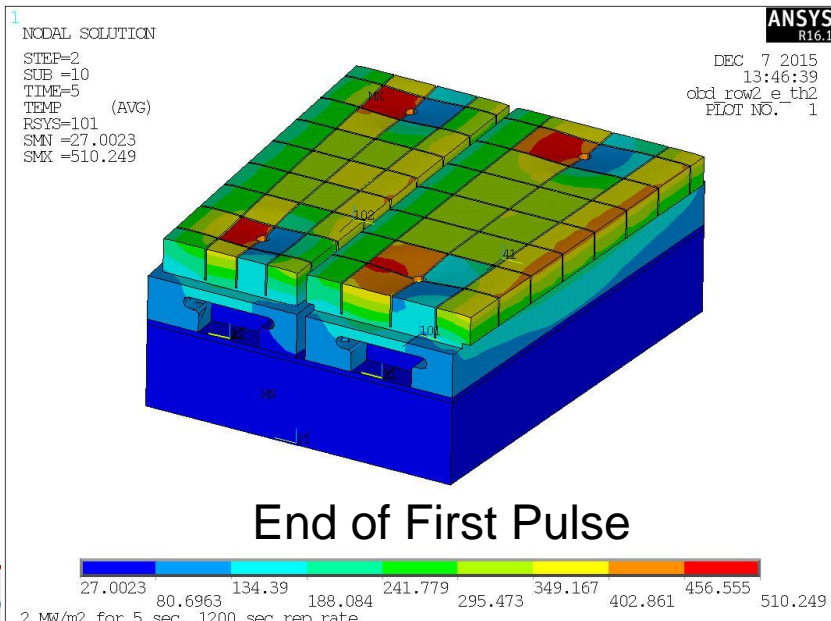 1
NODAL SOLUTION
STEP=2
SUB =10
TIME=5
TEMP (AVG)
RSYS=101
SMN =27.0023
SMX =510.249
ANSYS
R16.1
DEC 7 2015
13:46:39
obd_row2_e_th2
PLOT NO. 1
MX
102
41
101
MN
End of First Pulse
27.0023 134.39 241.779 349.167 456.555
80.6963 188.084 295.473 402.861 510.249
2 MW/m2 for 5 sec, 1200 sec rep rate